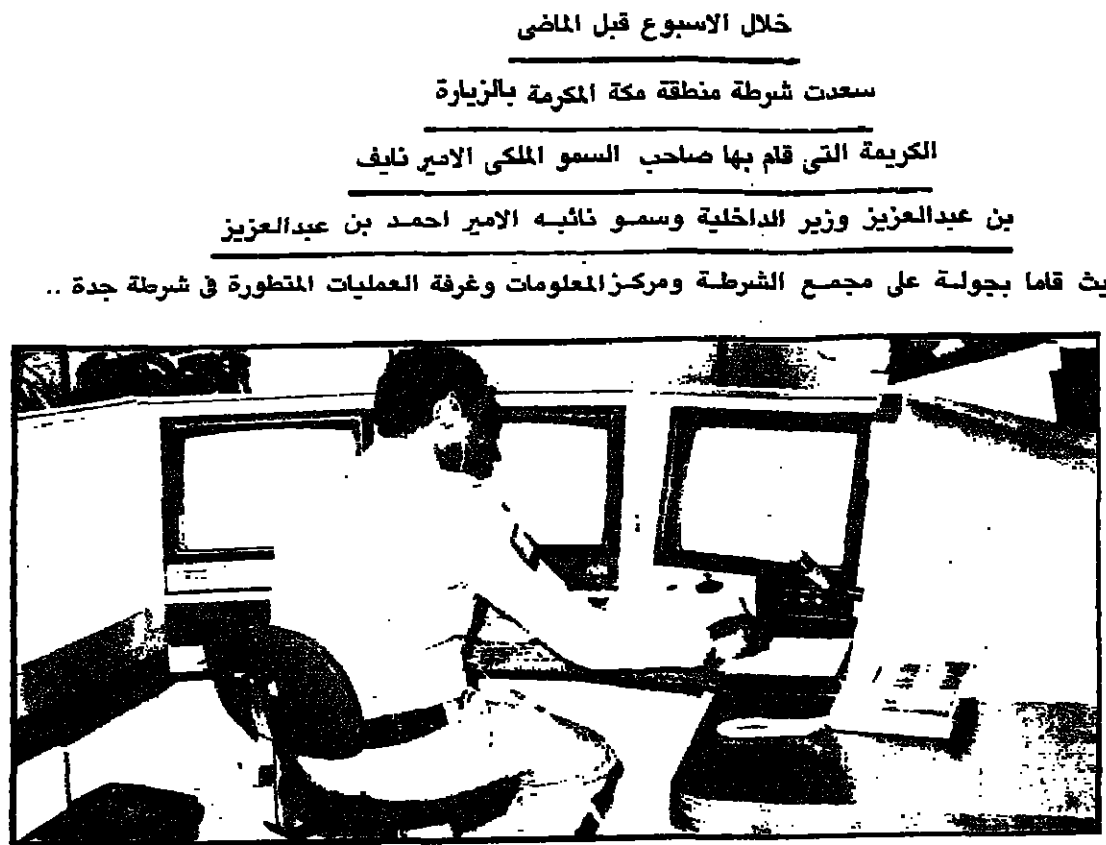 خلال الاسبوع قبل الماضى
سعدت شرطة منطقة مكة المكرمة بالزيارة
الكريمة التى قام بها صاحب السمو الملكى الامير نايف
بن عبدالعزيز وزير الداخلية وسمو نائبه الامير احمد بن عبدالعزيز
يث قاما بجولة على مجمع الشرطة ومركز المعلومات وغرفة العمليات المتطورة فى شرطة جدة ..